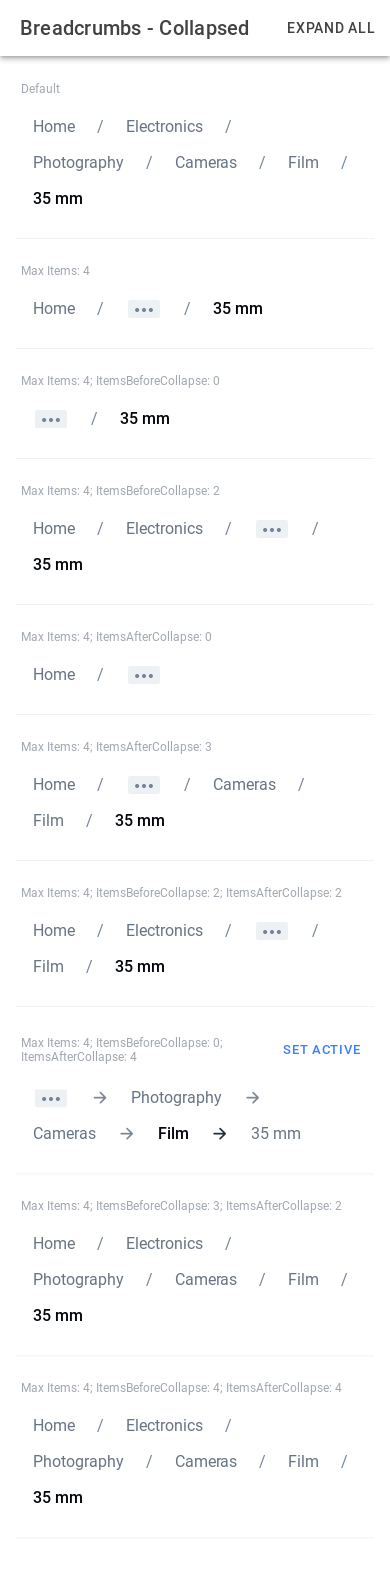 Breadcrumbs - Collapsed EXPAND ALL
Default
Home / Electronics /
Photography / Cameras / Film /
35 mm
Max Items: 4
Home / ••• / 35 mm
Max Items: 4; ItemsBeforeCollapse: 0
••• / 35 mm
Max Items: 4; ItemsBeforeCollapse: 2
Home / Electronics / ••• /
35 mm
Max Items: 4; ItemsAfterCollapse: 0
Home / •••
Max Items: 4; ItemsAfterCollapse: 3
Home / ••• / Cameras /
Film / 35 mm
Max Items: 4; ItemsBeforeCollapse: 2; ItemsAfterCollapse: 2
Home / Electronics / ••• /
Film / 35 mm
Max Items: 4; ItemsBeforeCollapse: 0;
ItemsAfterCollapse: 4
SET ACTIVE
••• → Photography →
Cameras → Film → 35 mm
Max Items: 4; ItemsBeforeCollapse: 3; ItemsAfterCollapse: 2
Home / Electronics /
Photography / Cameras / Film /
35 mm
Max Items: 4; ItemsBeforeCollapse: 4; ItemsAfterCollapse: 4
Home / Electronics /
Photography / Cameras / Film /
35 mm